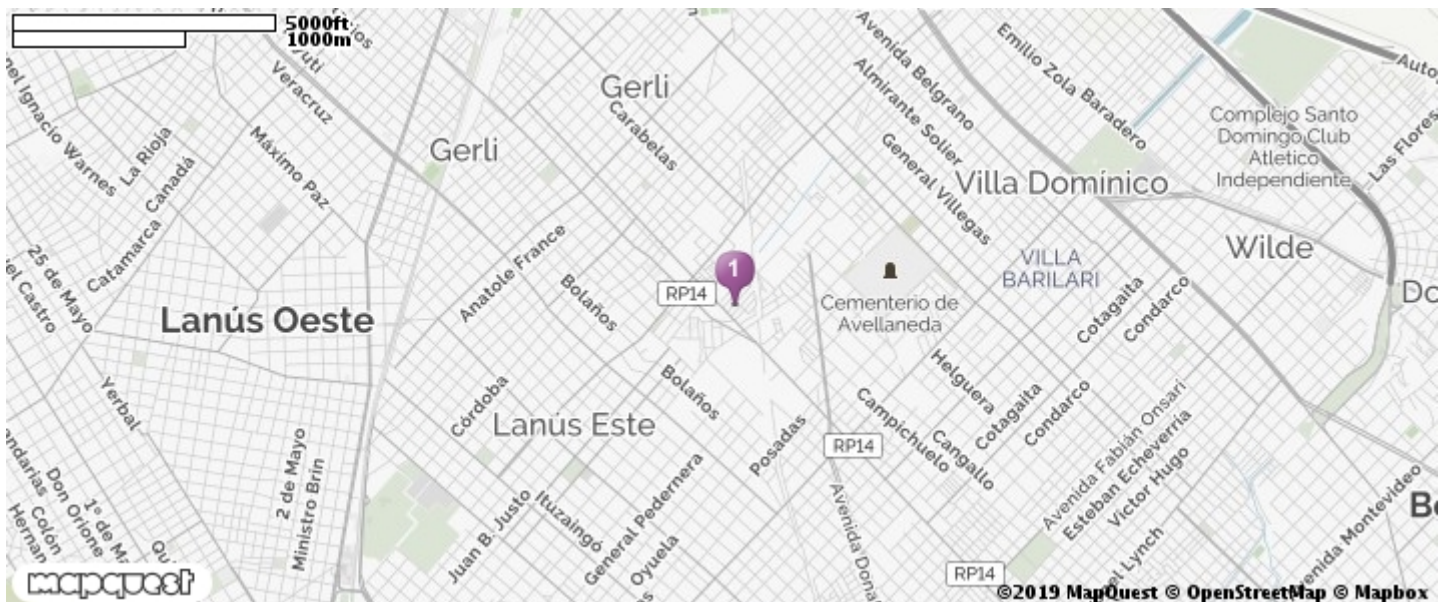 5000ft
1000m
Veracruz
Gerli
Carabelas
Avenida Belgrano
Emilio Zola Baradero
Almirante Solier
General Villegas
Complejo Santo
Domingo Club
Atletico
Independiente
Las Flores
La Rioja
Canadá
Máximo Paz
Gerli
Villa Domínico
Catamarca
25 de Mayo
Anatole France
Bolaños
1
RP14
Cementerio de
Avellaneda
VILLA
BARILARI
Wilde
Cotagaita
Condarco
Lanús Oeste
Yerbal
Córdoba
Lanús Este
Bolaños
Posadas
RP14
Helguera
Campichuelo
Cangallo
Cotagaita
Condarco
Avenida Fabián Onsari
Esteban Echeverría
Victor Hugo
2 de Mayo
Ministro Brin
Don Orione
Colón
Juan B. Justo
Ituzaingó
General Pedernera
Oyuela
RP14
mapquest
©2019 MapQuest © OpenStreetMap © Mapbox